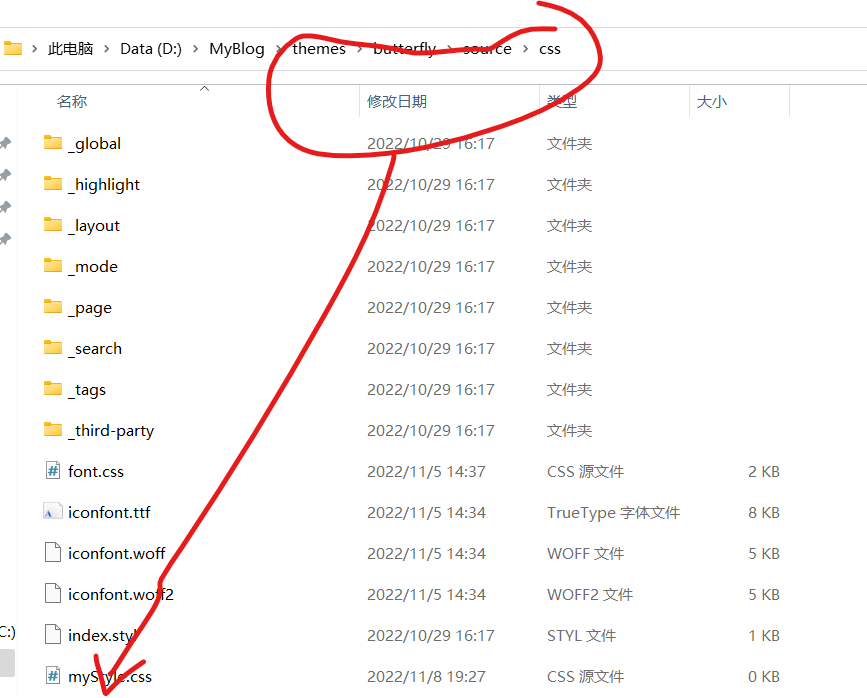 此电脑 > Data (D:) > MyBlog > themes > butterfly > source > css
名称 修改日期 类型 大小
_global 2022/10/29 16:17 文件夹
_highlight 2022/10/29 16:17 文件夹
_layout 2022/10/29 16:17 文件夹
_mode 2022/10/29 16:17 文件夹
_page 2022/10/29 16:17 文件夹
_search 2022/10/29 16:17 文件夹
_tags 2022/10/29 16:17 文件夹
_third-party 2022/10/29 16:17 文件夹
font.css 2022/11/5 14:37 CSS 源文件 2 KB
iconfont.ttf 2022/11/5 14:34 TrueType 字体文件 8 KB
iconfont.woff 2022/11/5 14:34 WOFF 文件 5 KB
iconfont.woff2 2022/11/5 14:34 WOFF2 文件 5 KB
C:) index.styl 2022/10/29 16:17 STYL 文件 1 KB
myStyle.css 2022/11/8 19:27 CSS 源文件 0 KB